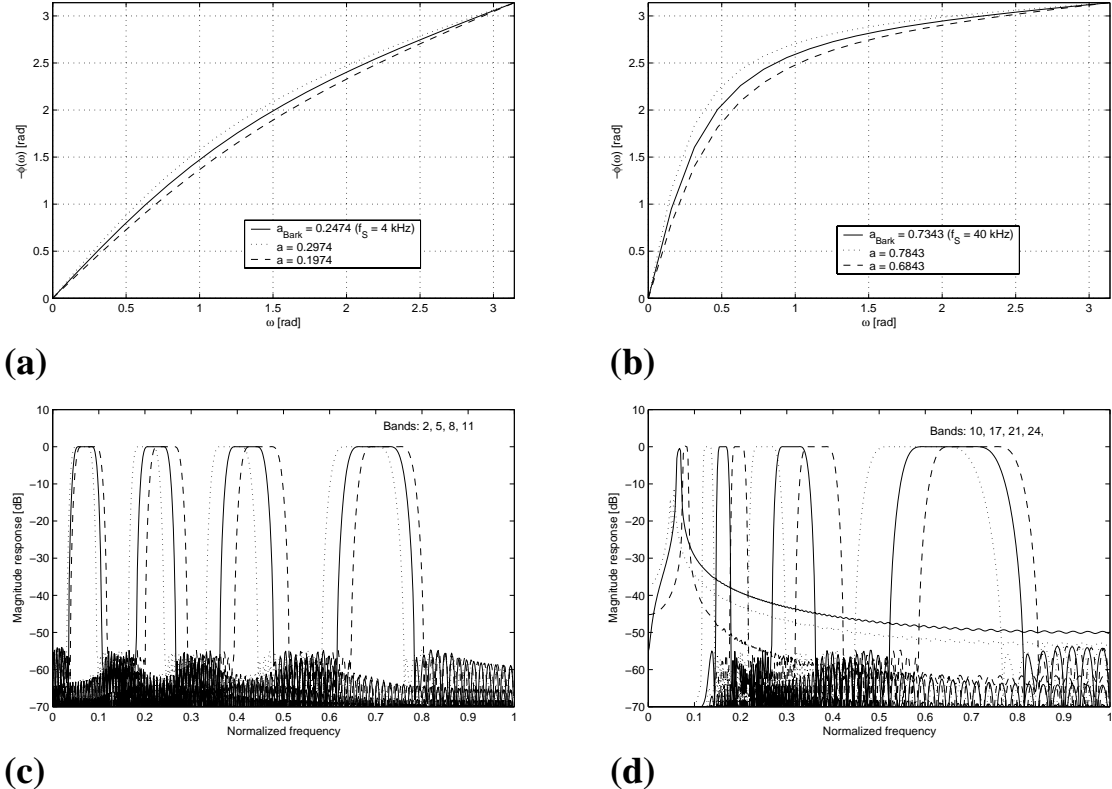 3
2.5
2
1.5
1
0.5
0
−ϕ(ω) [rad]
0 0.5 1 1.5 2 2.5 3
ω [rad]
a_Bark = 0.2474 (f_S = 4 kHz)
a = 0.2974
a = 0.1974
(a)
3
2.5
2
1.5
1
0.5
0
−ϕ(ω) [rad]
0 0.5 1 1.5 2 2.5 3
ω [rad]
a_Bark = 0.7343 (f_S = 40 kHz)
a = 0.7843
a = 0.6843
(b)
10
0
−10
−20
−30
−40
−50
−60
−70
Magnitude response [dB]
Bands: 2, 5, 8, 11
0 0.1 0.2 0.3 0.4 0.5 0.6 0.7 0.8 0.9 1
Normalized frequency
(c)
10
0
−10
−20
−30
−40
−50
−60
−70
Magnitude response [dB]
Bands: 10, 17, 21, 24,
0 0.1 0.2 0.3 0.4 0.5 0.6 0.7 0.8 0.9 1
Normalized frequency
(d)